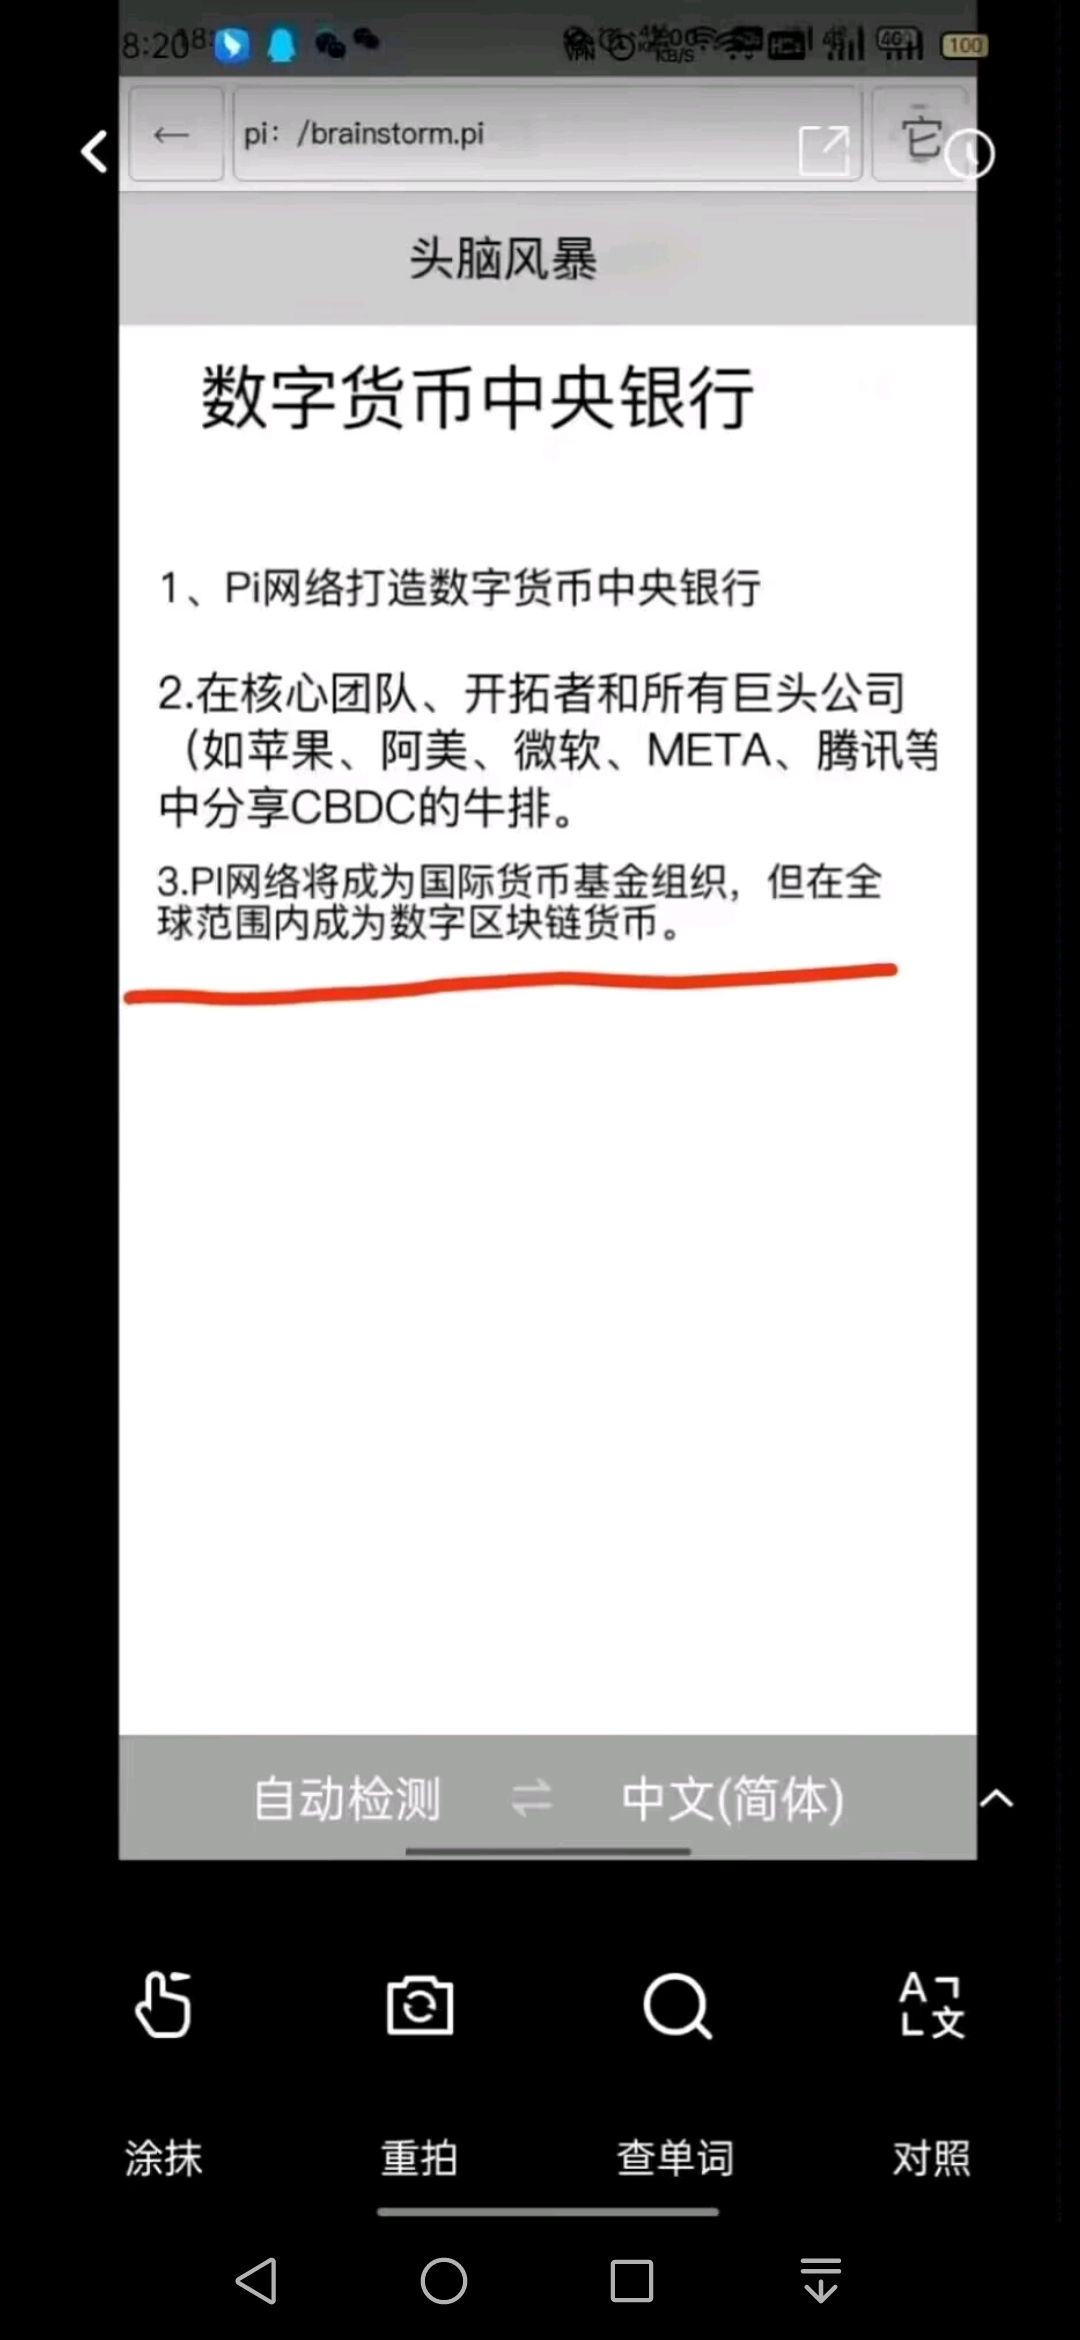 8:20
pi：/brainstorm.pi
它
头脑风暴
数字货币中央银行
1、Pi网络打造数字货币中央银行
2.在核心团队、开拓者和所有巨头公司
（如苹果、阿美、微软、META、腾讯等
中分享CBDC的牛排。
3.PI网络将成为国际货币基金组织，但在全
球范围内成为数字区块链货币。
自动检测 中文(简体)
涂抹 重拍 查单词 对照